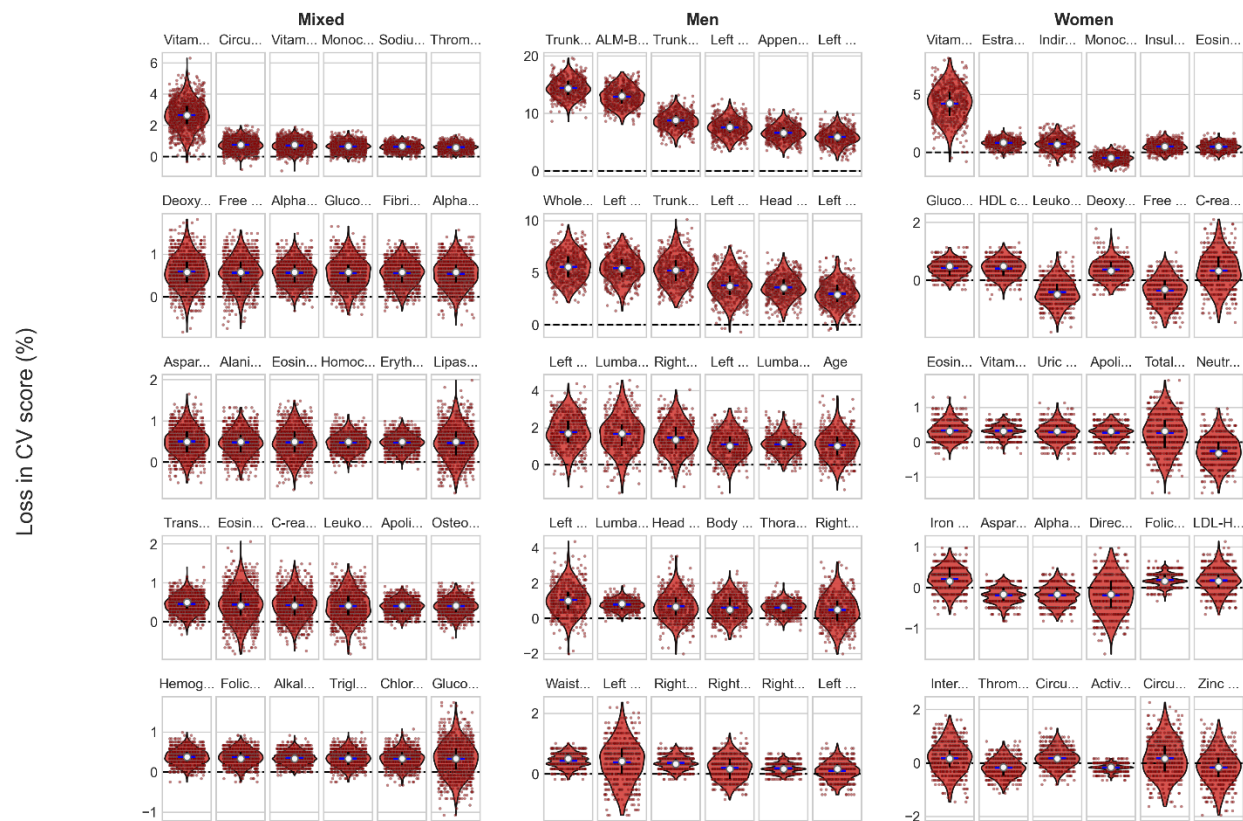 Mixed Men Women
Vitam... Circu... Vitam... Monoc... Sodiu... Throm... Trunk... ALM-B... Trunk... Left ... Appen... Left ... Vitam... Estra... Indir... Monoc... Insul... Eosin...
6 4 2 0 20 10 0 5 0
Deoxy... Free ... Alpha... Gluco... Fibri... Alpha... Whole... Left ... Trunk... Left ... Head ... Left ... Gluco... HDL c... Leuko... Deoxy... Free ... C-rea...
1 0 10 5 0 2 0
Aspar... Alani... Eosin... Homoc... Eryth... Lipas... Left ... Lumba... Right... Left ... Lumba... Age Eosin... Vitam... Uric ... Apoli... Total... Neutr...
2 1 0 4 2 0 1 0 −1
Trans... Eosin... C-rea... Leuko... Apoli... Osteo... Left ... Lumba... Head ... Body ... Thora... Right... Iron ... Aspar... Alpha... Direc... Folic... LDL-H...
2 1 0 4 2 0 −2 1 0 −1
Hemog... Folic... Alkal... Trigl... Chlor... Gluco... Waist... Left ... Right... Right... Right... Left ... Inter... Throm... Circu... Activ... Circu... Zinc ...
1 0 −1 2 0 2 0 −2
Loss in CV score (%)